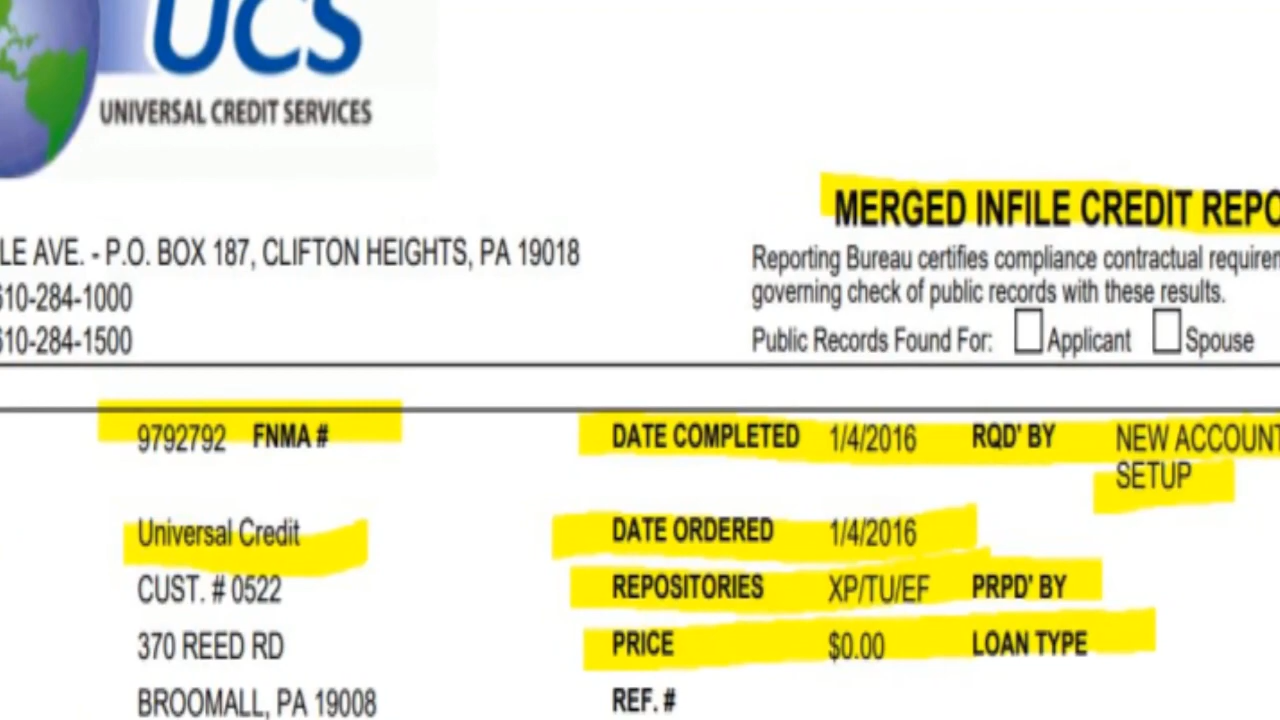 UCS
UNIVERSAL CREDIT SERVICES
MERGED INFILE CREDIT REPO
LE AVE. - P.O. BOX 187, CLIFTON HEIGHTS, PA 19018
610-284-1000
610-284-1500
Reporting Bureau certifies compliance contractual requirem
governing check of public records with these results.
Public Records Found For: Applicant Spouse
9792792 FNMA # DATE COMPLETED 1/4/2016 RQD' BY NEW ACCOUNT
SETUP
Universal Credit DATE ORDERED 1/4/2016
CUST. # 0522 REPOSITORIES XP/TU/EF PRPD' BY
370 REED RD PRICE $0.00 LOAN TYPE
BROOMALL, PA 19008 REF. #